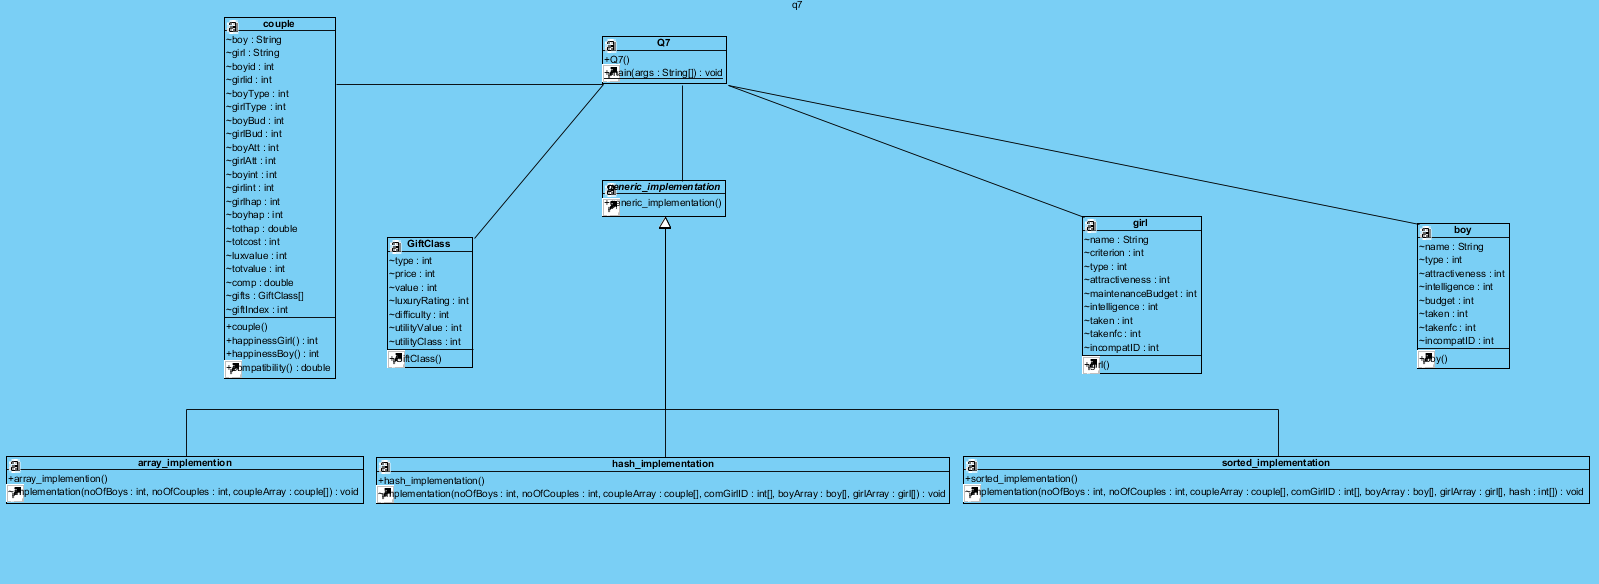 q7
couple
~boy : String
~girl : String
~boyid : int
~girlid : int
~boyType : int
~girlType : int
~boyBud : int
~girlBud : int
~boyAtt : int
~girlAtt : int
~boyint : int
~girlint : int
~girlhap : int
~boyhap : int
~tothap : double
~totcost : int
~luxvalue : int
~totvalue : int
~comp : double
~gifts : GiftClass[]
~giftIndex : int
+couple()
+happinessGirl() : int
+happinessBoy() : int
+compatibility() : double
Q7
+Q7()
+main(args : String[]) : void
generic_implementation
+generic_implementation()
GiftClass
~type : int
~price : int
~value : int
~luxuryRating : int
~difficulty : int
~utilityValue : int
~utilityClass : int
+GiftClass()
girl
~name : String
~criterion : int
~type : int
~attractiveness : int
~maintenanceBudget : int
~intelligence : int
~taken : int
~takenfc : int
~incompatID : int
+girl()
boy
~name : String
~type : int
~attractiveness : int
~intelligence : int
~budget : int
~taken : int
~takenfc : int
~incompatID : int
+boy()
array_implemention
+array_implemention()
~implementation(noOfBoys : int, noOfCouples : int, coupleArray : couple[]) : void
hash_implementation
+hash_implementation()
~implementation(noOfBoys : int, noOfCouples : int, coupleArray : couple[], comGirlID : int[], boyArray : boy[], girlArray : girl[]) : void
sorted_implementation
+sorted_implementation()
~implementation(noOfBoys : int, noOfCouples : int, coupleArray : couple[], comGirlID : int[], boyArray : boy[], girlArray : girl[], hash : int[]) : void